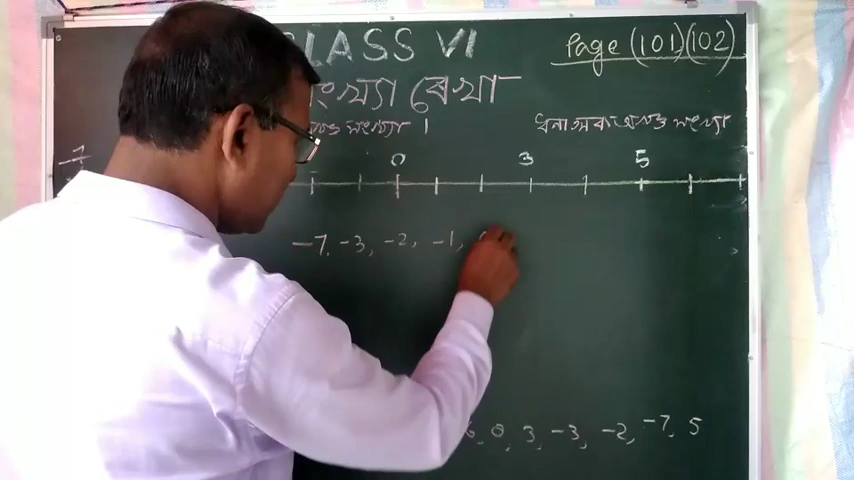 CLASS VI Page (101)(102)
সংখ্যা ৰেখা
সংখ্যা । ধনাত্মক অখণ্ড সংখ্যা
0 3 5
-7, -3, -2, -1,
6, 0, 3, -3, -2, -7, 5